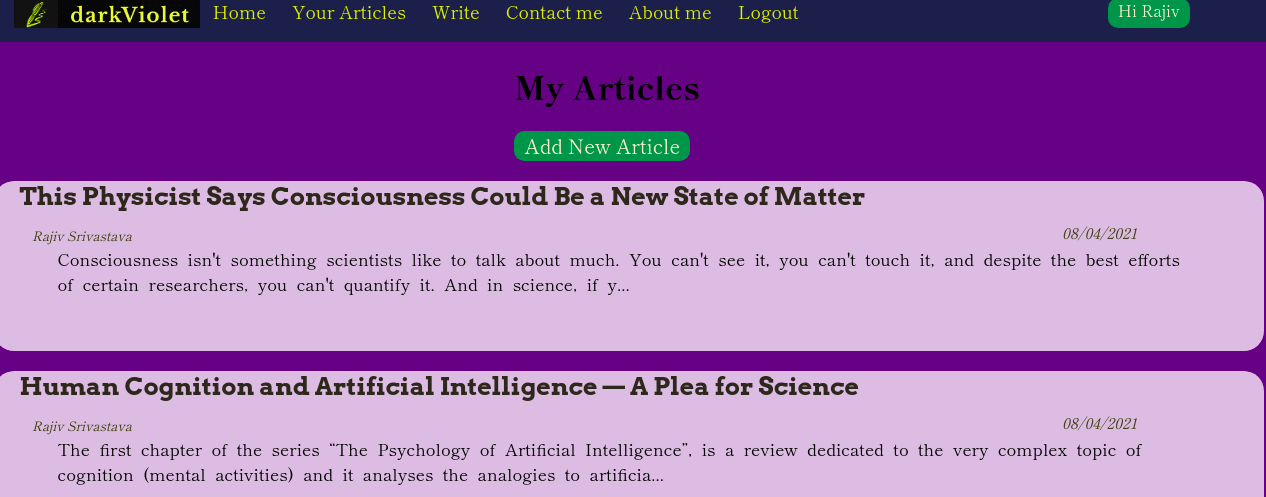 darkViolet Home Your Articles Write Contact me About me Logout Hi Rajiv
My Articles
Add New Article
This Physicist Says Consciousness Could Be a New State of Matter
Rajiv Srivastava 08/04/2021
Consciousness isn't something scientists like to talk about much. You can't see it, you can't touch it, and despite the best efforts
of certain researchers, you can't quantify it. And in science, if y...
Human Cognition and Artificial Intelligence — A Plea for Science
Rajiv Srivastava 08/04/2021
The first chapter of the series “The Psychology of Artificial Intelligence”, is a review dedicated to the very complex topic of
cognition (mental activities) and it analyses the analogies to artificia...